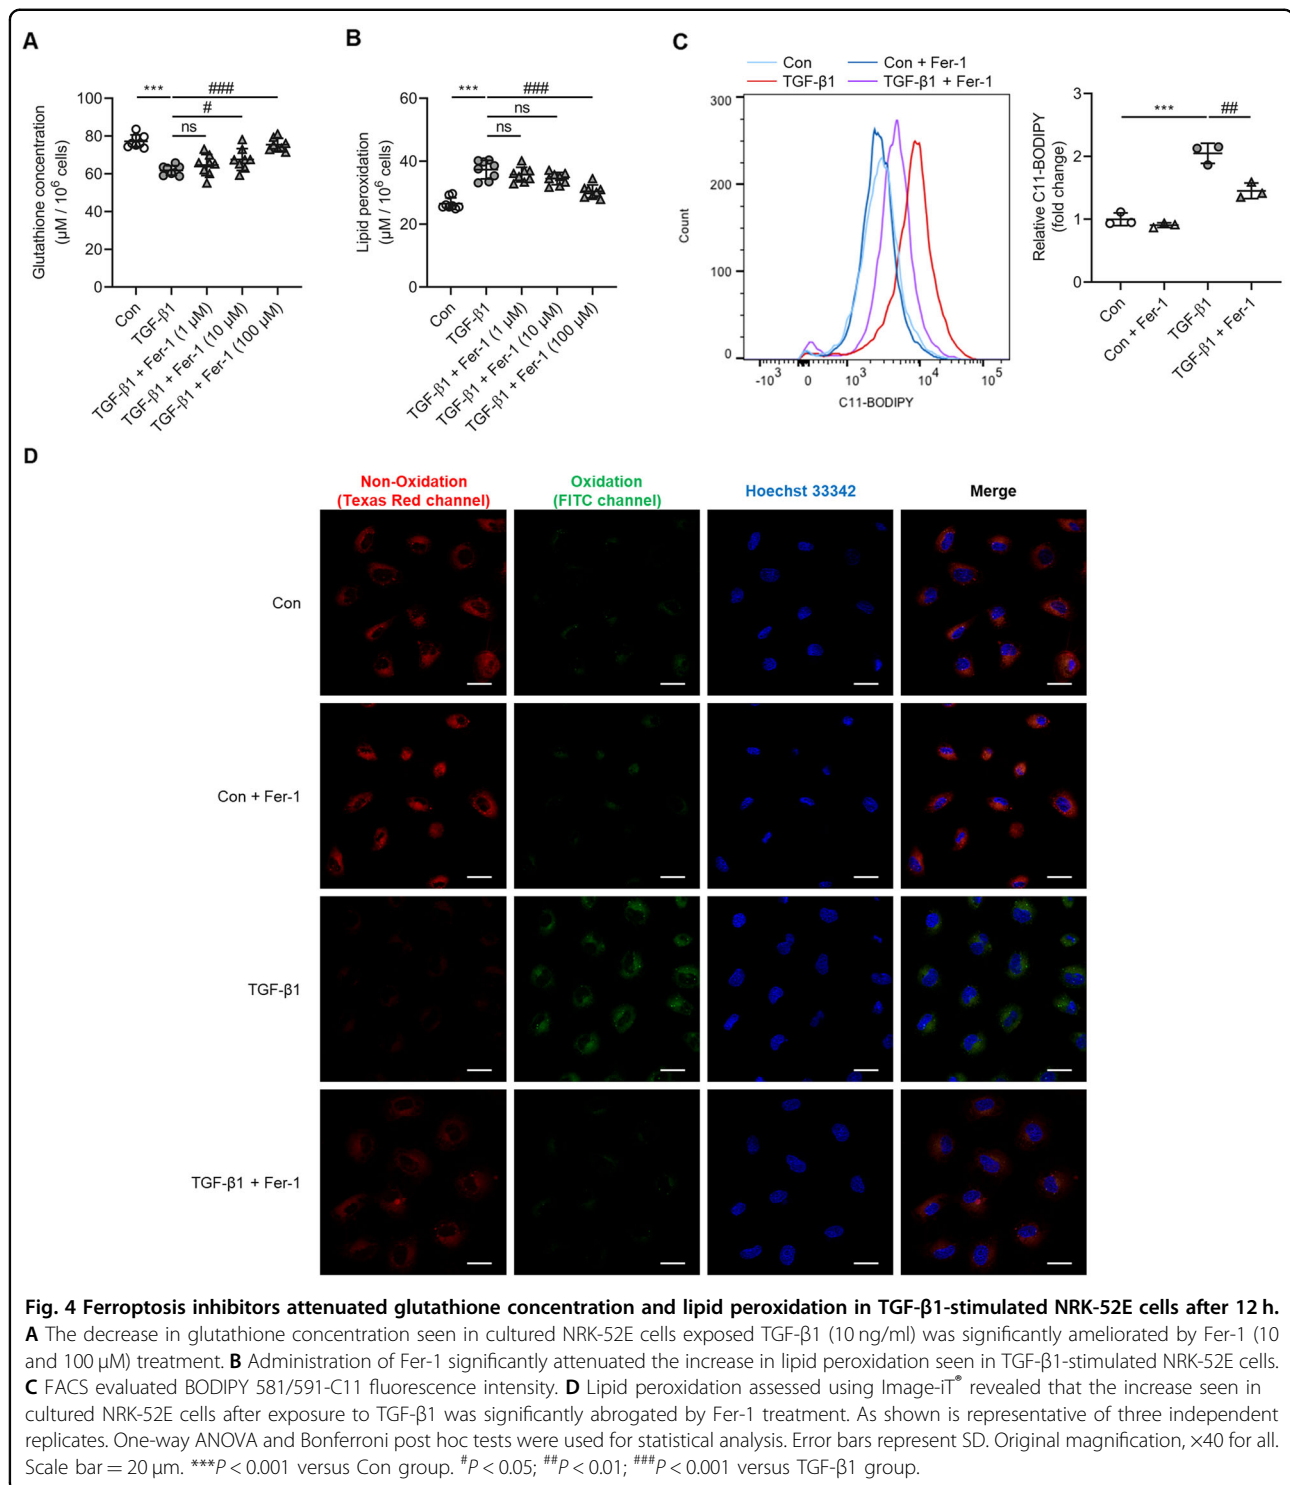 A
***
###
#
ns
Glutathione concentration
(μM / 10⁶ cells)
100
80
60
40
20
0
Con
TGF-β1
TGF-β1 + Fer-1 (1 μM)
TGF-β1 + Fer-1 (10 μM)
TGF-β1 + Fer-1 (100 μM)
B
***
###
ns
ns
Lipid peroxidation
(μM / 10⁶ cells)
60
40
20
0
Con
TGF-β1
TGF-β1 + Fer-1 (1 μM)
TGF-β1 + Fer-1 (10 μM)
TGF-β1 + Fer-1 (100 μM)
C
Con
Con + Fer-1
TGF-β1
TGF-β1 + Fer-1
Count
300
200
100
0
-10³ 0 10³ 10⁴ 10⁵
C11-BODIPY
***
##
Relative C11-BODIPY
(fold change)
3
2
1
0
Con
Con + Fer-1
TGF-β1
TGF-β1 + Fer-1
D
Non-Oxidation
(Texas Red channel)
Oxidation
(FITC channel)
Hoechst 33342
Merge
Con
Con + Fer-1
TGF-β1
TGF-β1 + Fer-1
Fig. 4 Ferroptosis inhibitors attenuated glutathione concentration and lipid peroxidation in TGF-β1-stimulated NRK-52E cells after 12 h.
A The decrease in glutathione concentration seen in cultured NRK-52E cells exposed TGF-β1 (10 ng/ml) was significantly ameliorated by Fer-1 (10
and 100 μM) treatment. B Administration of Fer-1 significantly attenuated the increase in lipid peroxidation seen in TGF-β1-stimulated NRK-52E cells.
C FACS evaluated BODIPY 581/591-C11 fluorescence intensity. D Lipid peroxidation assessed using Image-iT® revealed that the increase seen in
cultured NRK-52E cells after exposure to TGF-β1 was significantly abrogated by Fer-1 treatment. As shown is representative of three independent
replicates. One-way ANOVA and Bonferroni post hoc tests were used for statistical analysis. Error bars represent SD. Original magnification, ×40 for all.
Scale bar = 20 μm. ***P < 0.001 versus Con group. #P < 0.05; ##P < 0.01; ###P < 0.001 versus TGF-β1 group.